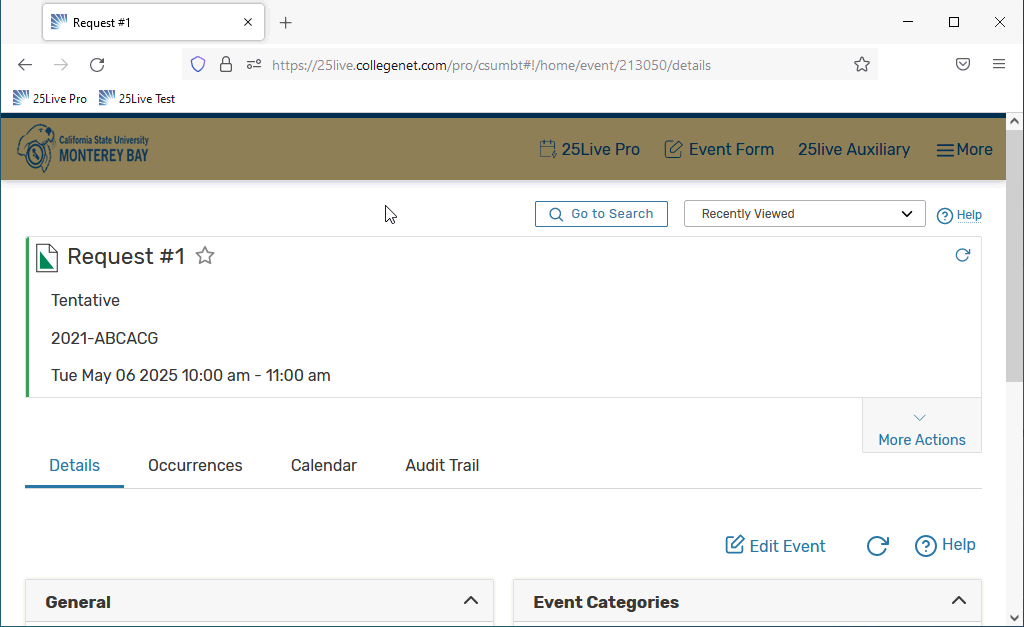 Request #1
https://25live.collegenet.com/pro/csumbt#!/home/event/213050/details
25Live Pro 25Live Test
California State University
MONTEREY BAY
25Live Pro Event Form 25live Auxiliary More
Go to Search Recently Viewed Help
Request #1
Tentative
2021-ABCACG
Tue May 06 2025 10:00 am - 11:00 am
More Actions
Details Occurrences Calendar Audit Trail
Edit Event Help
General Event Categories